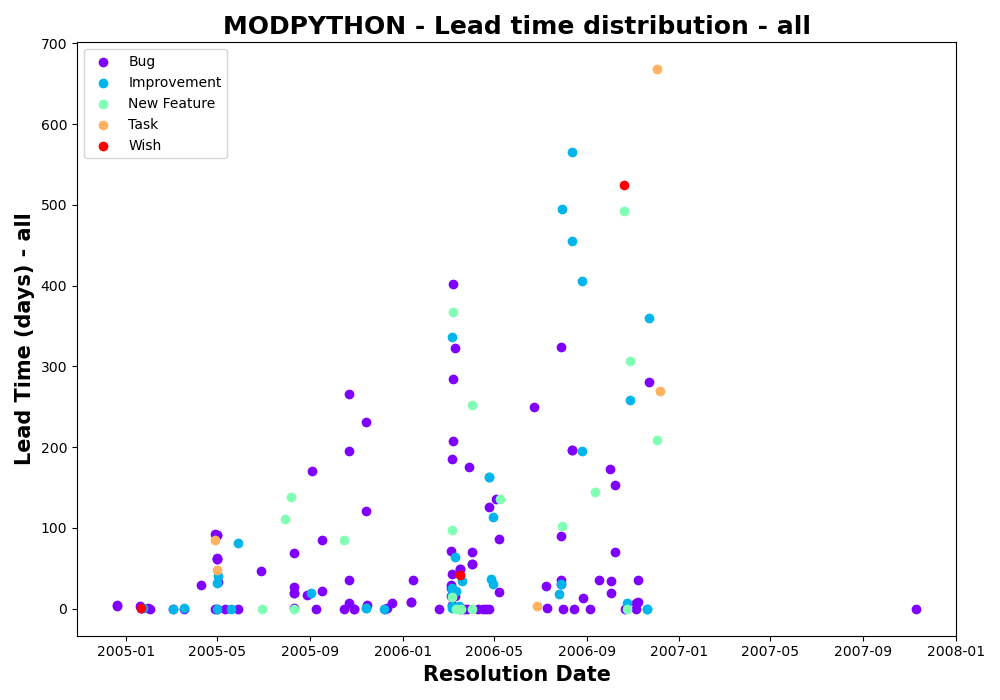 MODPYTHON - Lead time distribution - all
Bug
Improvement
New Feature
Task
Wish
Lead Time (days) - all
700
600
500
400
300
200
100
0
2005-01 2005-05 2005-09 2006-01 2006-05 2006-09 2007-01 2007-05 2007-09 2008-01
Resolution Date